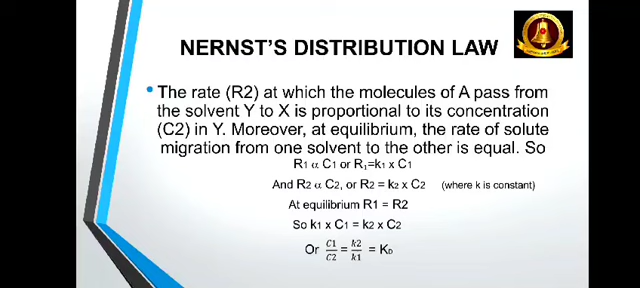 NERNST'S DISTRIBUTION LAW
• The rate (R2) at which the molecules of A pass from
the solvent Y to X is proportional to its concentration
(C2) in Y. Moreover, at equilibrium, the rate of solute
migration from one solvent to the other is equal. So
R1 α C1 or R₁=k1 x C1
And R2 α C2, or R2 = k2 x C2 (where k is constant)
At equilibrium R1 = R2
So k1 x C1 = k2 x C2
Or C1/C2 = k2/k1 = KD